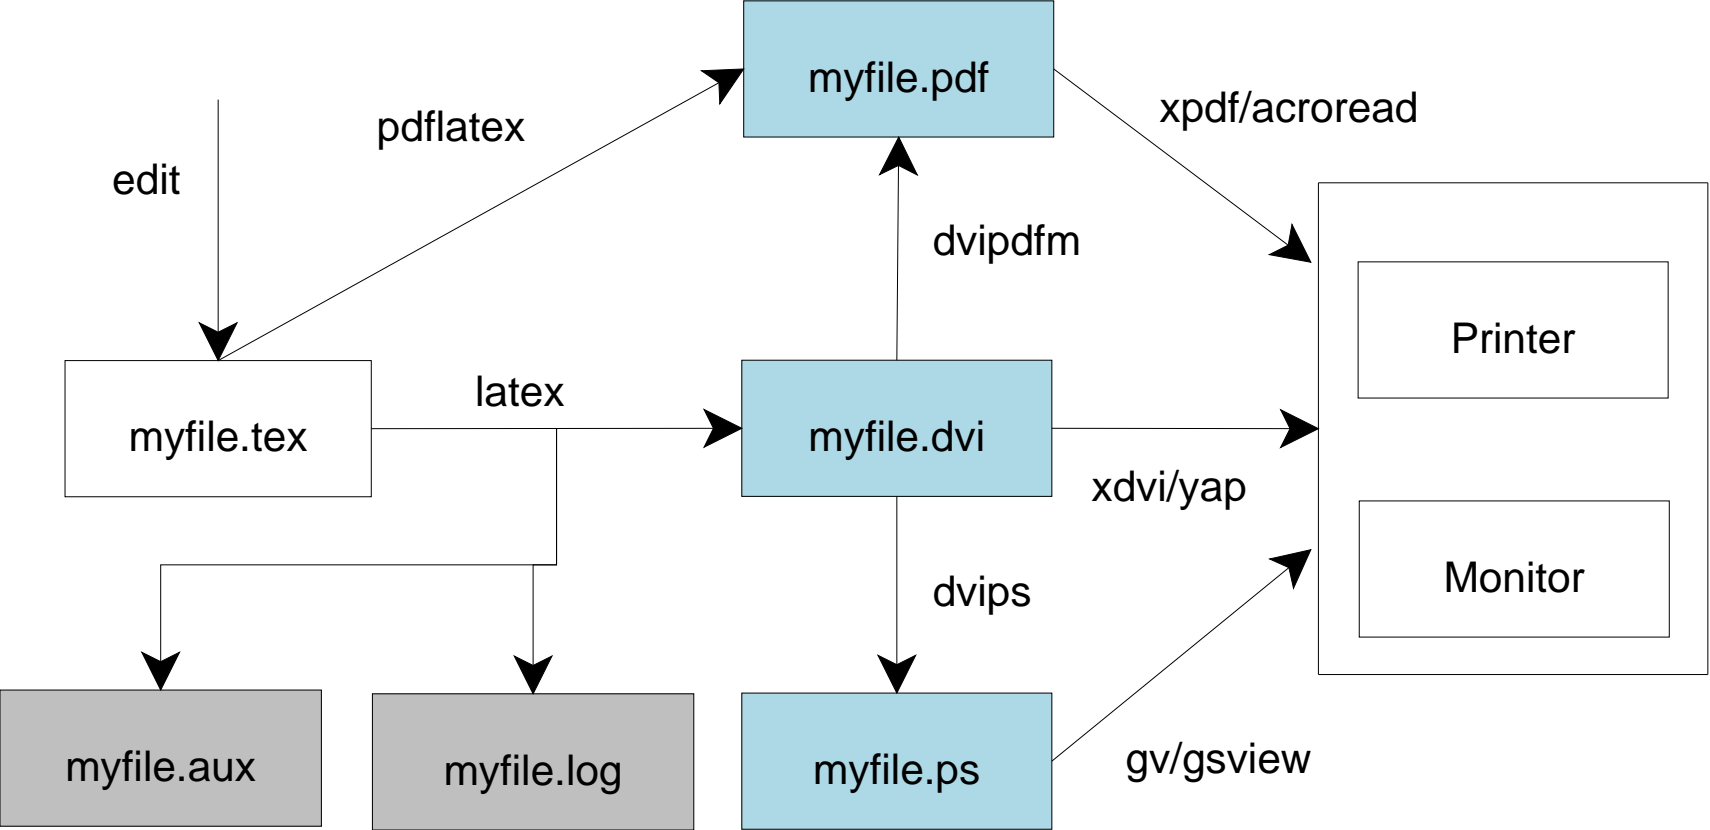 myfile.pdf
xpdf/acroread
pdflatex
edit
dvipdfm
Printer
latex
myfile.tex
myfile.dvi
xdvi/yap
Monitor
dvips
myfile.aux
myfile.log
myfile.ps
gv/gsview